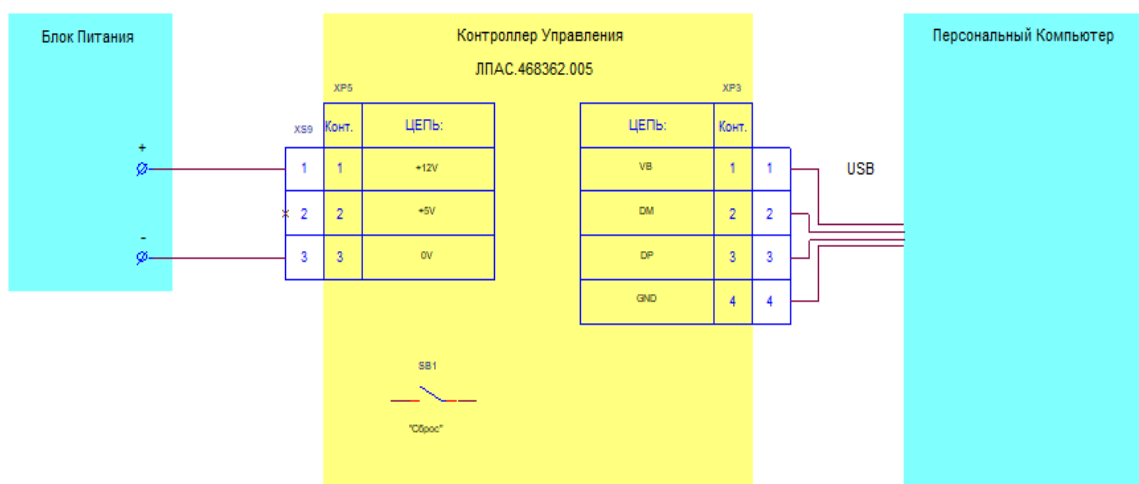 Блок Питания
Контроллер Управления
Персональный Компьютер
ЛПАС.468362.005
XP5
XP3
XS9
Конт.
ЦЕПЬ:
ЦЕПЬ:
Конт.
+
1
1
+12V
VB
1
1
USB
2
2
+5V
DM
2
2
-
3
3
0V
DP
3
3
GND
4
4
SB1
"Сброс"